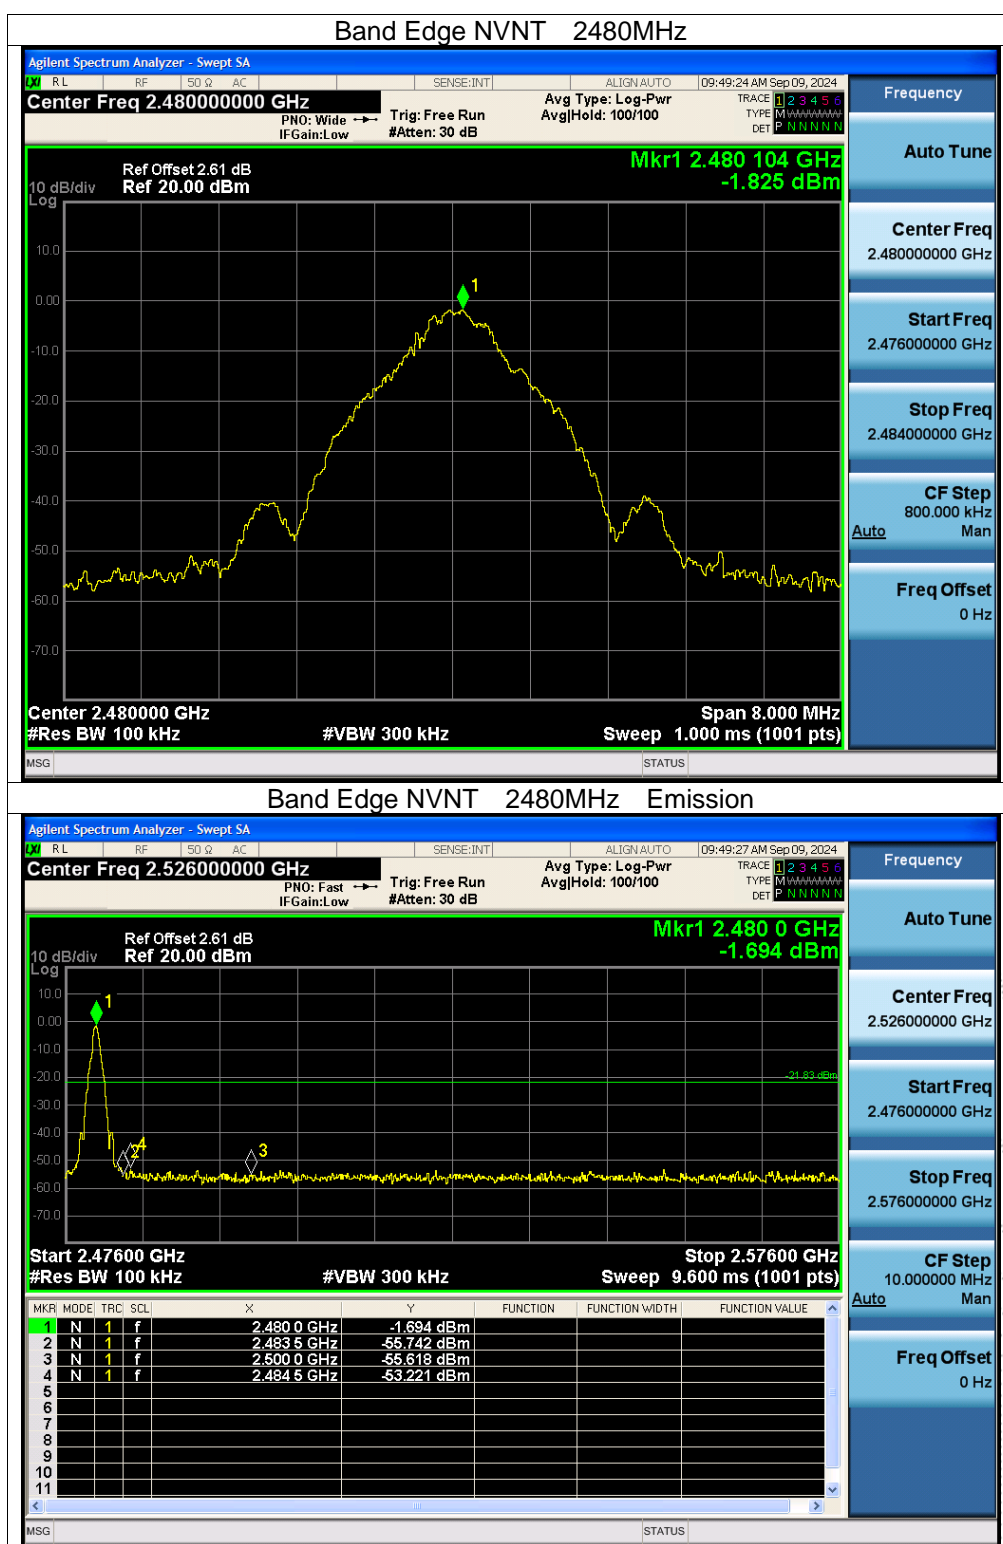 Band Edge NVNT 2480MHz
Agilent Spectrum Analyzer - Swept SA
LXI RL RF 50 Ω AC SENSE:INT ALIGN AUTO 09:49:24 AM Sep 09, 2024
Center Freq 2.480000000 GHz
PNO: Wide
IFGain:Low
Trig: Free Run
#Atten: 30 dB
Avg Type: Log-Pwr
Avg|Hold: 100/100
TRACE 1 2 3 4 5 6
TYPE M WWWWW
DET P N N N N N
Frequency
Auto Tune
Center Freq
2.480000000 GHz
Start Freq
2.476000000 GHz
Stop Freq
2.484000000 GHz
CF Step
800.000 kHz
Auto Man
Freq Offset
0 Hz
Mkr1 2.480 104 GHz
-1.825 dBm
Ref Offset 2.61 dB
10 dB/div Ref 20.00 dBm
Log
10.0
0.00
-10.0
-20.0
-30.0
-40.0
-50.0
-60.0
-70.0
1
Center 2.480000 GHz Span 8.000 MHz
#Res BW 100 kHz #VBW 300 kHz Sweep 1.000 ms (1001 pts)
MSG STATUS
Band Edge NVNT 2480MHz Emission
Agilent Spectrum Analyzer - Swept SA
LXI RL RF 50 Ω AC SENSE:INT ALIGN AUTO 09:49:27 AM Sep 09, 2024
Center Freq 2.526000000 GHz
PNO: Fast
IFGain:Low
Trig: Free Run
#Atten: 30 dB
Avg Type: Log-Pwr
Avg|Hold: 100/100
TRACE 1 2 3 4 5 6
TYPE M WWWWW
DET P N N N N N
Frequency
Auto Tune
Center Freq
2.526000000 GHz
Start Freq
2.476000000 GHz
Stop Freq
2.576000000 GHz
CF Step
10.000000 MHz
Auto Man
Freq Offset
0 Hz
Mkr1 2.480 0 GHz
-1.694 dBm
Ref Offset 2.61 dB
10 dB/div Ref 20.00 dBm
Log
10.0
0.00
-10.0
-20.0
-30.0
-40.0
-50.0
-60.0
-70.0
1
-21.83 dBm
2 4 3
Start 2.47600 GHz Stop 2.57600 GHz
#Res BW 100 kHz #VBW 300 kHz Sweep 9.600 ms (1001 pts)
MKR MODE TRC SCL X Y FUNCTION FUNCTION WIDTH FUNCTION VALUE
1 N 1 f 2.480 0 GHz -1.694 dBm
2 N 1 f 2.483 5 GHz -55.742 dBm
3 N 1 f 2.500 0 GHz -55.618 dBm
4 N 1 f 2.484 5 GHz -53.221 dBm
5
6
7
8
9
10
11
MSG STATUS